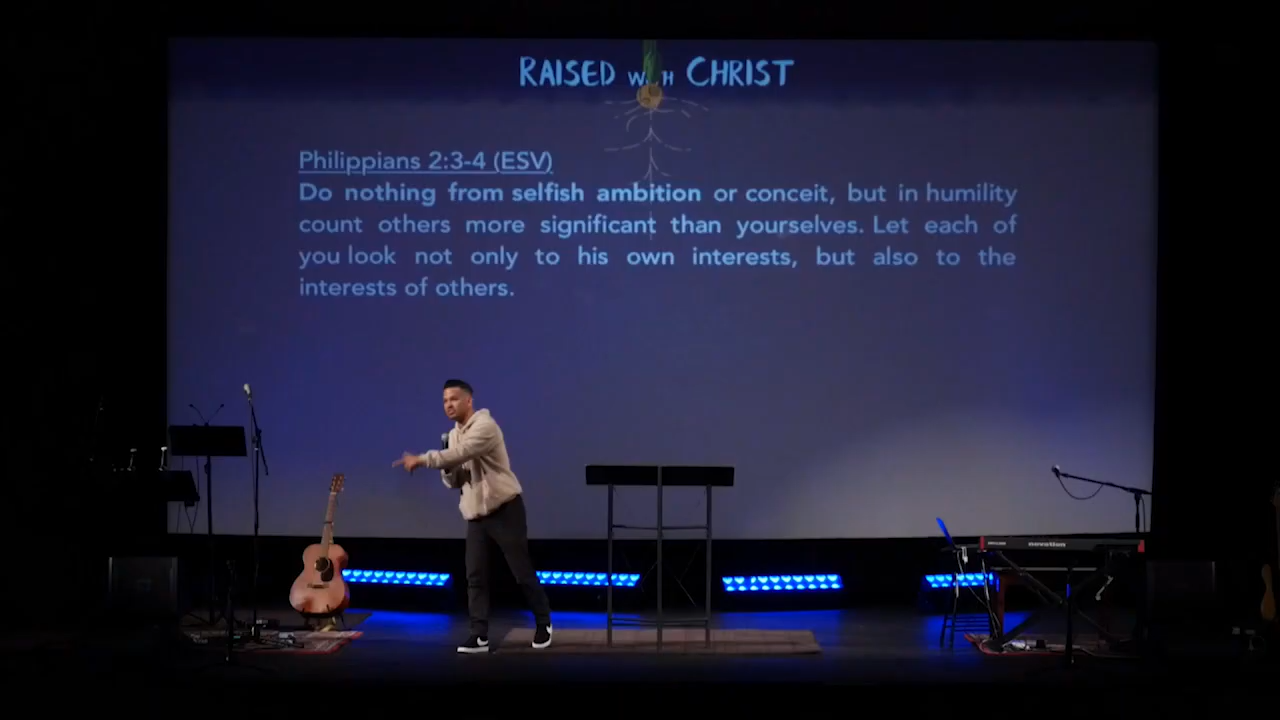 RAISED WITH CHRIST
Philippians 2:3-4 (ESV)
Do nothing from selfish ambition or conceit, but in humility
count others more significant than yourselves. Let each of
you look not only to his own interests, but also to the
interests of others.
novation